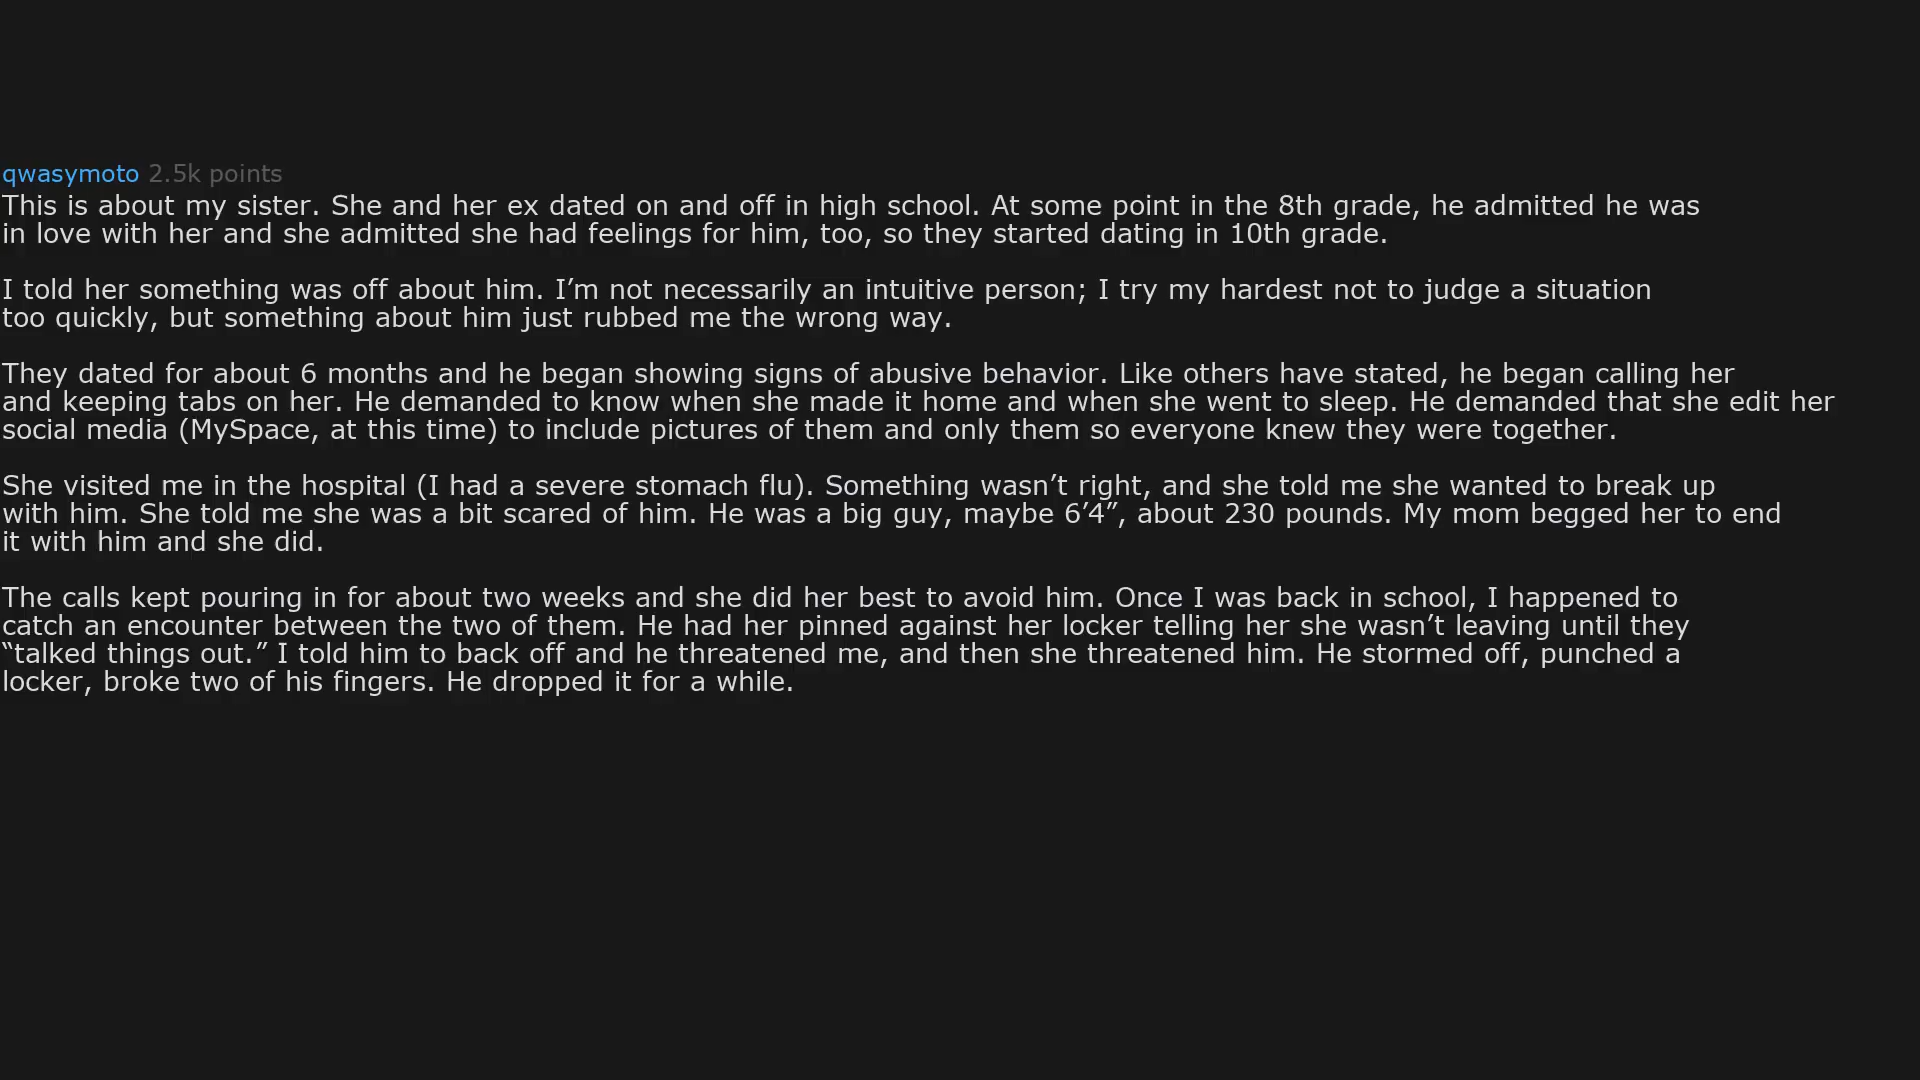 qwasymoto 2.5k points
This is about my sister. She and her ex dated on and off in high school. At some point in the 8th grade, he admitted he was
in love with her and she admitted she had feelings for him, too, so they started dating in 10th grade.
I told her something was off about him. I’m not necessarily an intuitive person; I try my hardest not to judge a situation
too quickly, but something about him just rubbed me the wrong way.
They dated for about 6 months and he began showing signs of abusive behavior. Like others have stated, he began calling her
and keeping tabs on her. He demanded to know when she made it home and when she went to sleep. He demanded that she edit her
social media (MySpace, at this time) to include pictures of them and only them so everyone knew they were together.
She visited me in the hospital (I had a severe stomach flu). Something wasn’t right, and she told me she wanted to break up
with him. She told me she was a bit scared of him. He was a big guy, maybe 6’4”, about 230 pounds. My mom begged her to end
it with him and she did.
The calls kept pouring in for about two weeks and she did her best to avoid him. Once I was back in school, I happened to
catch an encounter between the two of them. He had her pinned against her locker telling her she wasn’t leaving until they
“talked things out.” I told him to back off and he threatened me, and then she threatened him. He stormed off, punched a
locker, broke two of his fingers. He dropped it for a while.